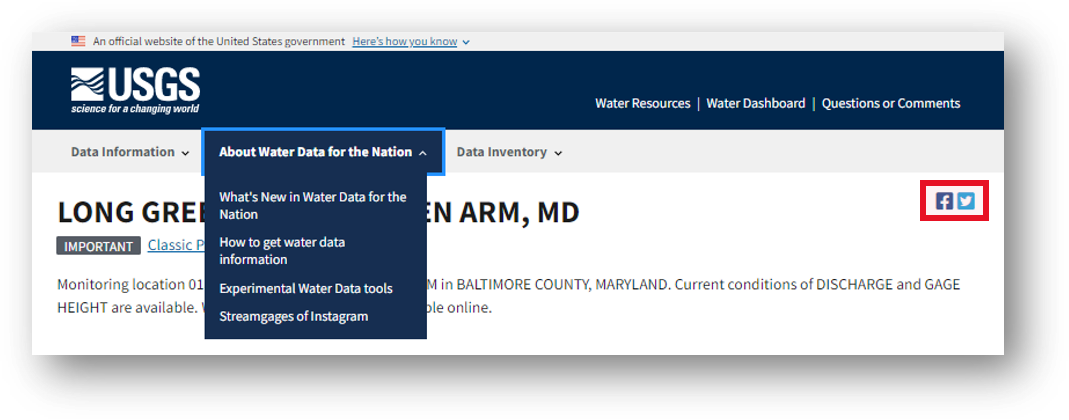 An official website of the United States government Here's how you know
USGS
science for a changing world
Water Resources | Water Dashboard | Questions or Comments
Data Information About Water Data for the Nation Data Inventory
What's New in Water Data for the
Nation
How to get water data
information
Experimental Water Data tools
Streamgages of Instagram
LONG GREE EN ARM, MD
IMPORTANT Classic P
Monitoring location 01 M in BALTIMORE COUNTY, MARYLAND. Current conditions of DISCHARGE and GAGE
HEIGHT are available. ble online.